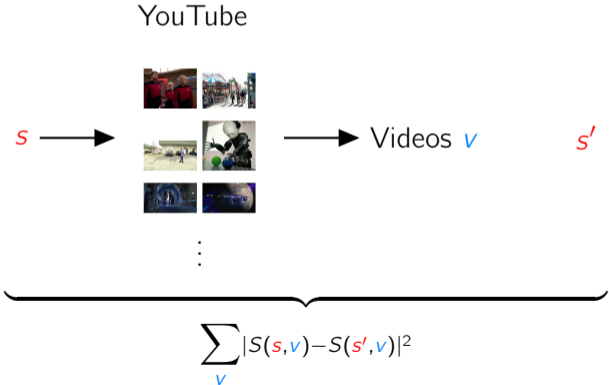 YouTube
s Videos v s′
⋮
∑|S(s,v)−S(s′,v)|²
v